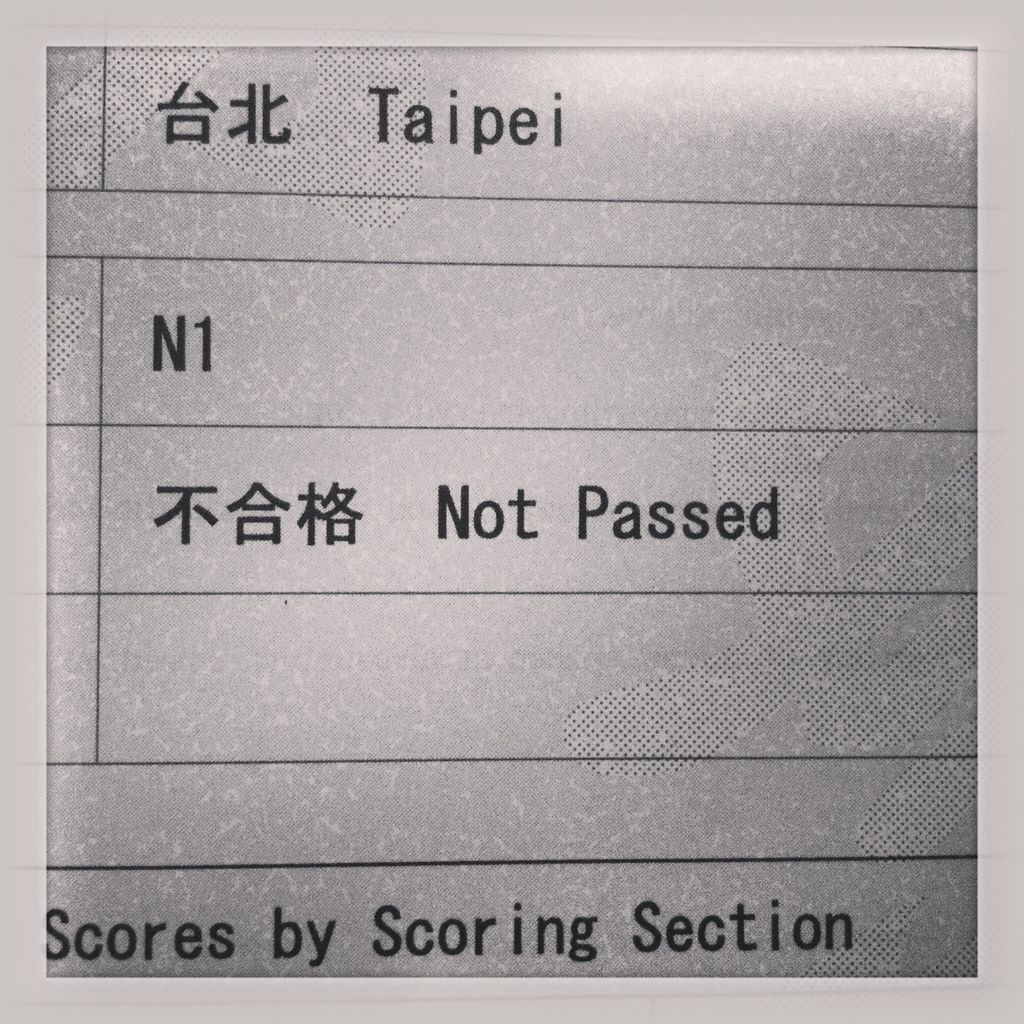 台北 Taipei
N1
不合格 Not Passed
Scores by Scoring Section